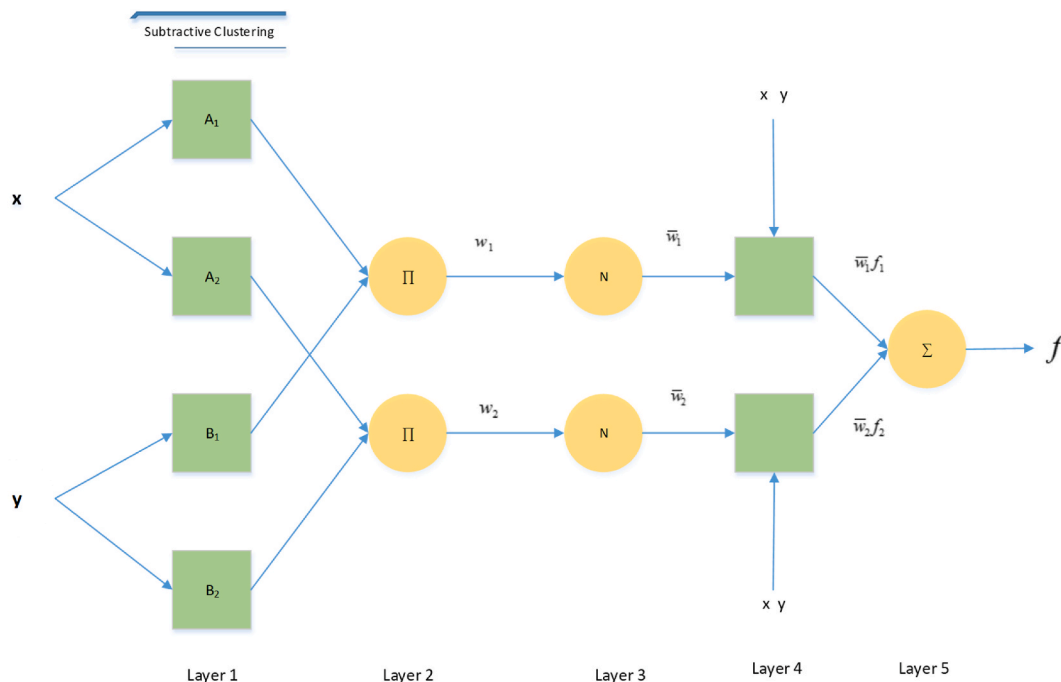 Subtractive Clustering
A₁
x y
x
A₂
∏
w₁
N
w̅₁
w̅₁f₁
∑
f
B₁
∏
w₂
N
w̅₂
w̅₂f₂
y
B₂
x y
Layer 1
Layer 2
Layer 3
Layer 4
Layer 5